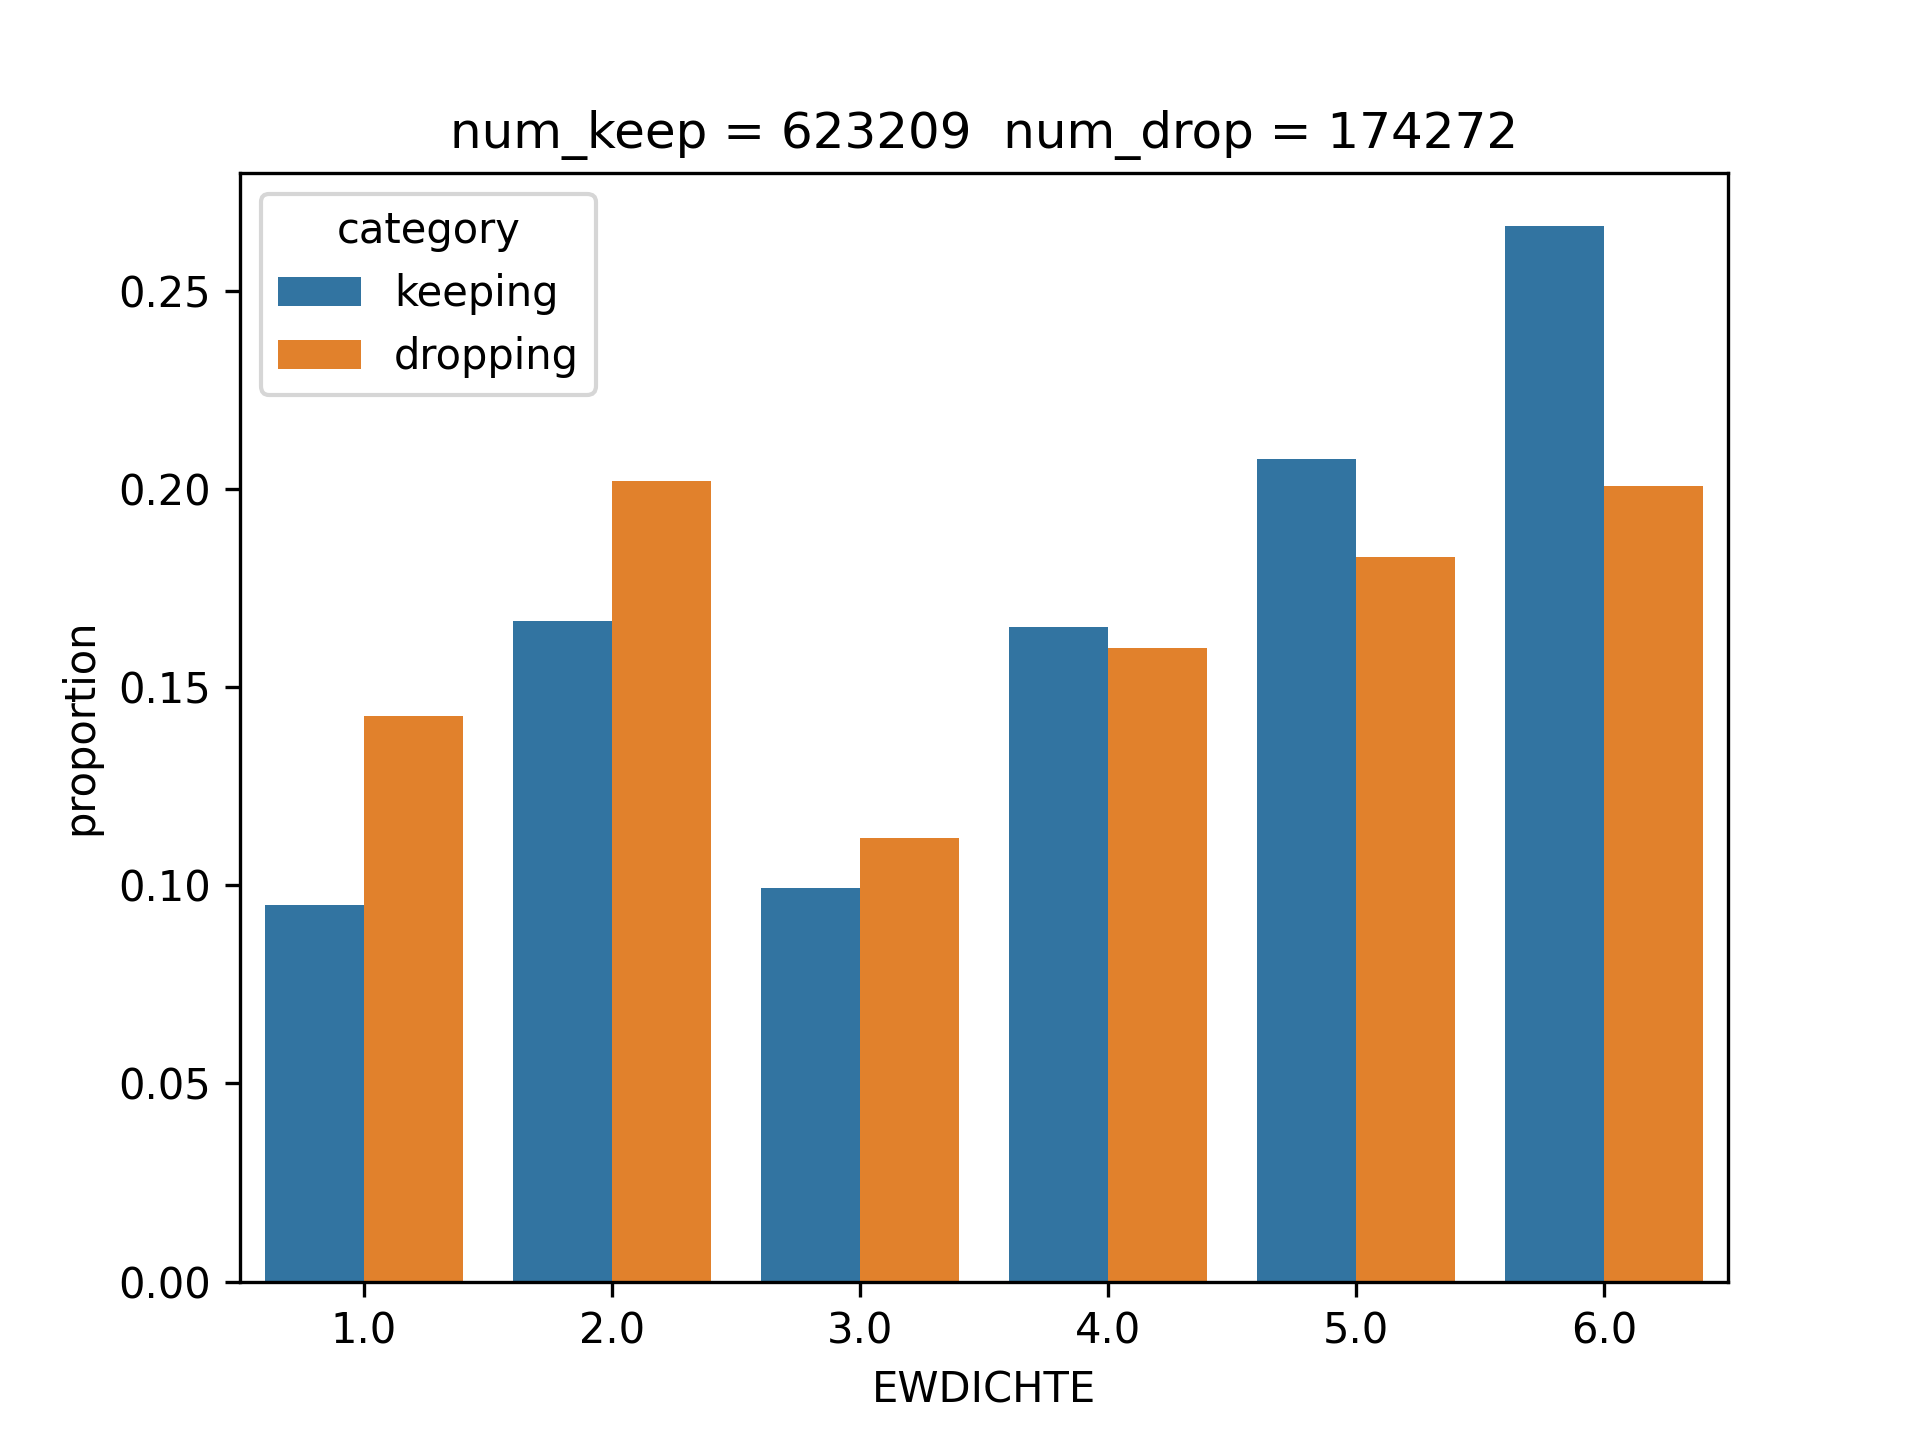 num_keep = 623209  num_drop = 174272
category
keeping
dropping
proportion
0.25
0.20
0.15
0.10
0.05
0.00
1.0 2.0 3.0 4.0 5.0 6.0
EWDICHTE